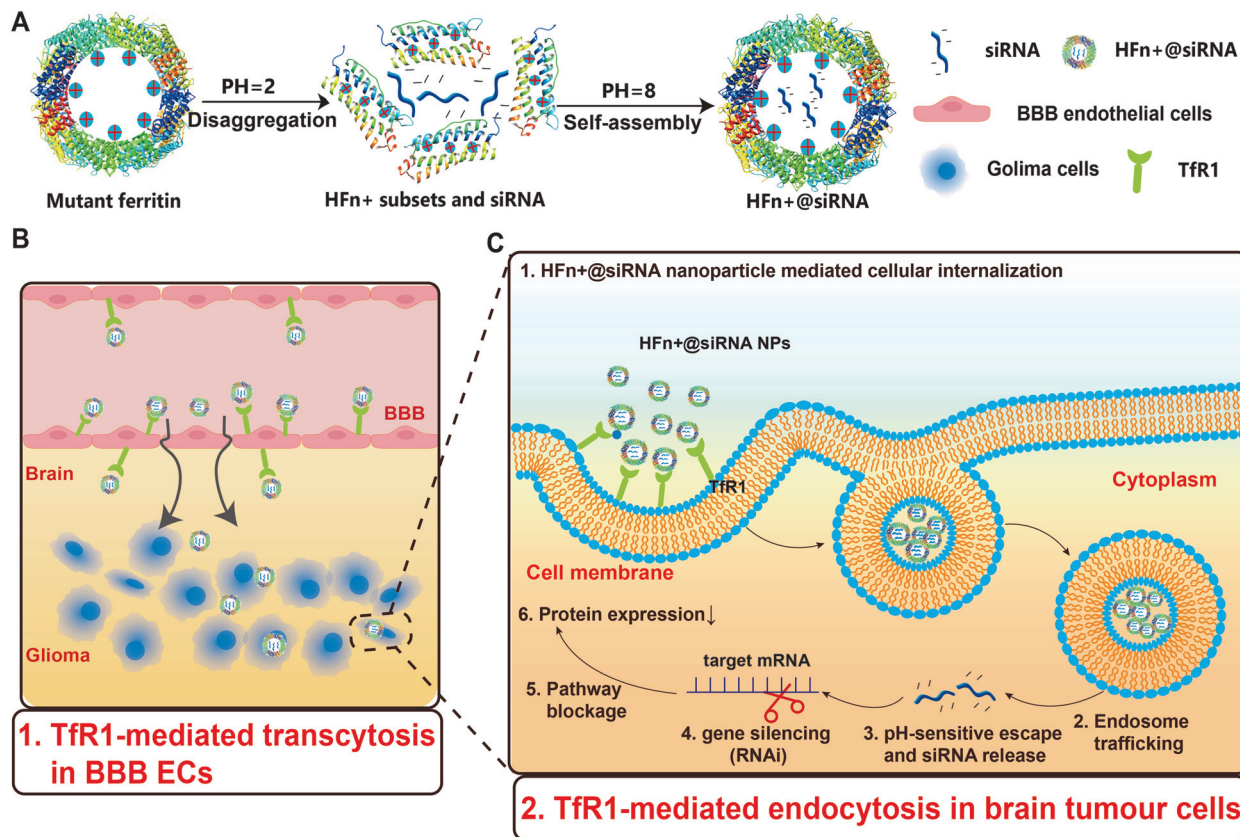 A
PH=2
Disaggregation
PH=8
Self-assembly
Mutant ferritin
HFn+ subsets and siRNA
HFn+@siRNA
siRNA
HFn+@siRNA
BBB endothelial cells
Golima cells
TfR1
B
BBB
Brain
Glioma
1. TfR1-mediated transcytosis
in BBB ECs
C
1. HFn+@siRNA nanoparticle mediated cellular internalization
HFn+@siRNA NPs
TfR1
Cytoplasm
Cell membrane
6. Protein expression↓
target mRNA
5. Pathway
blockage
4. gene silencing
(RNAi)
3. pH-sensitive escape
and siRNA release
2. Endosome
trafficking
2. TfR1-mediated endocytosis in brain tumour cells